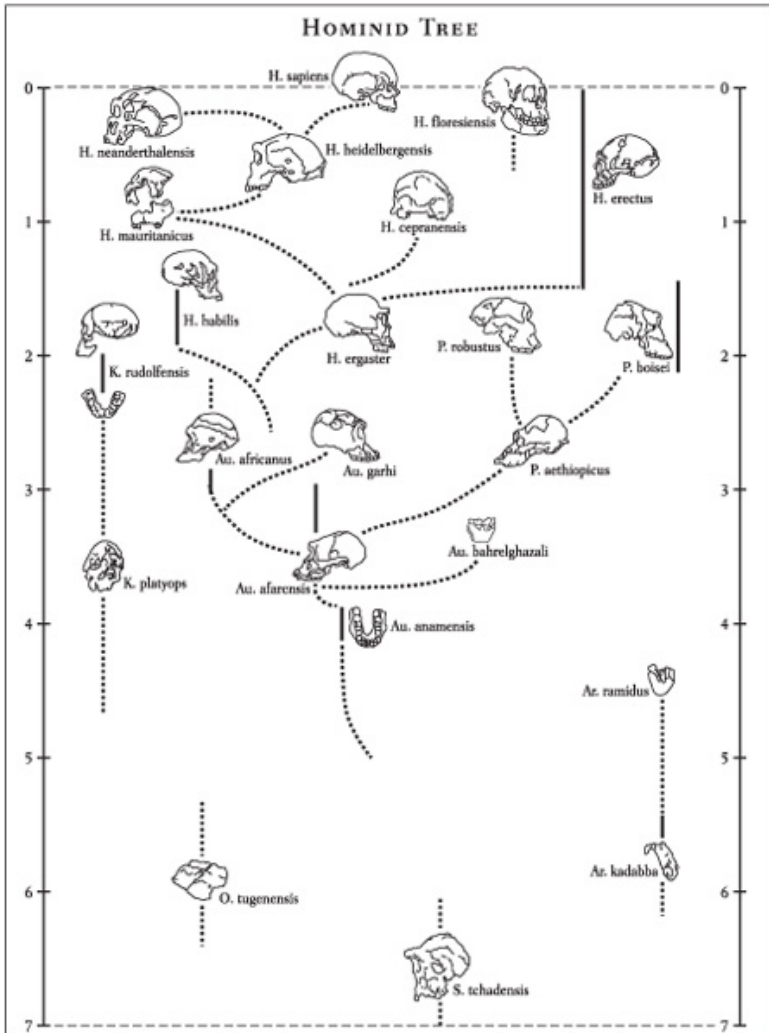 HOMINID TREE
H. sapiens
0
0
H. floresiensis
H. neanderthalensis
H. heidelbergensis
H. erectus
1
1
H. mauritanicus
H. cepranensis
H. habilis
H. ergaster
P. robustus
P. boisei
2
2
K. rudolfensis
Au. africanus
Au. garhi
P. aethiopicus
3
3
Au. bahrelghazali
K. platyops
Au. afarensis
4
4
Au. anamensis
Ar. ramidus
5
5
Ar. kadabba
6
6
O. tugenensis
S. tchadensis
7
7